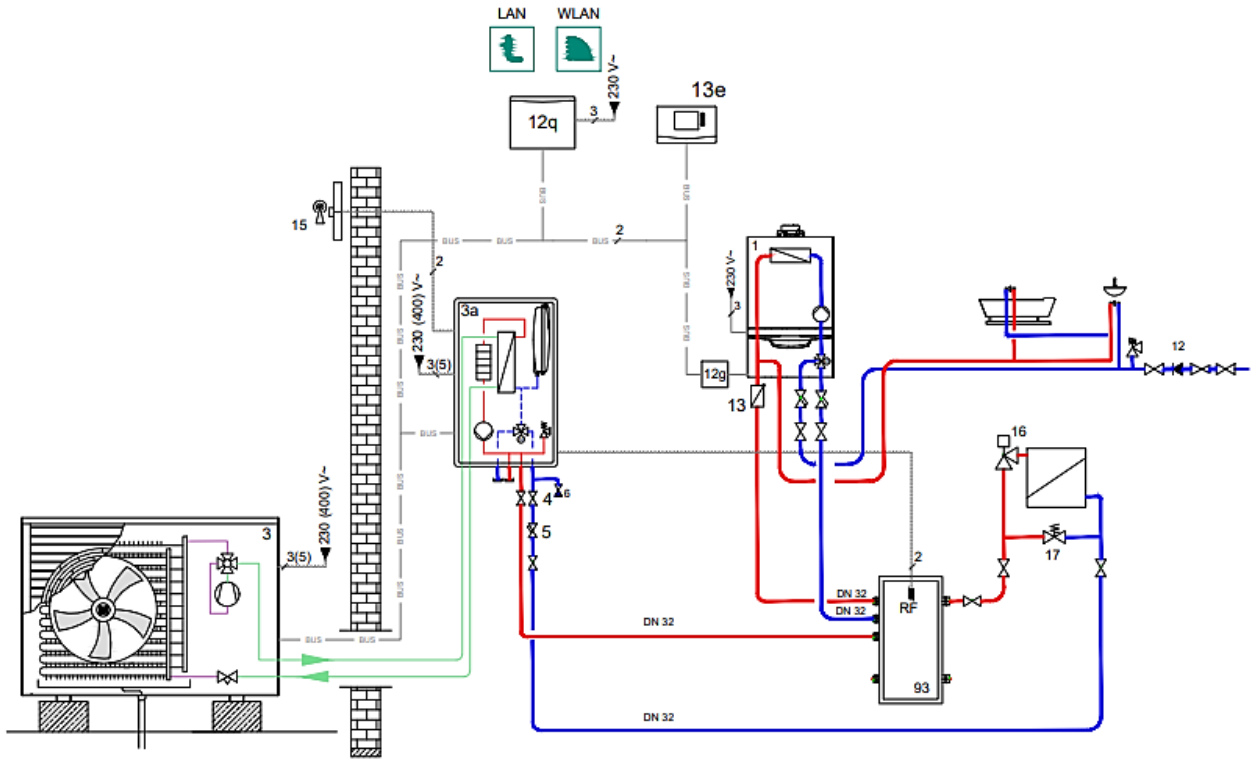 LAN
WLAN
230 V~
3
12q
13e
BUS
BUS
15
2
BUS
BUS
BUS
2
BUS
BUS
230 (400) V~
3(5)
3a
1
230 V~
3
12g
13
12
16
6
4
5
17
BUS
BUS
3
230 (400) V~
3(5)
2
RF
DN 32
DN 32
DN 32
93
BUS
BUS
BUS
DN 32